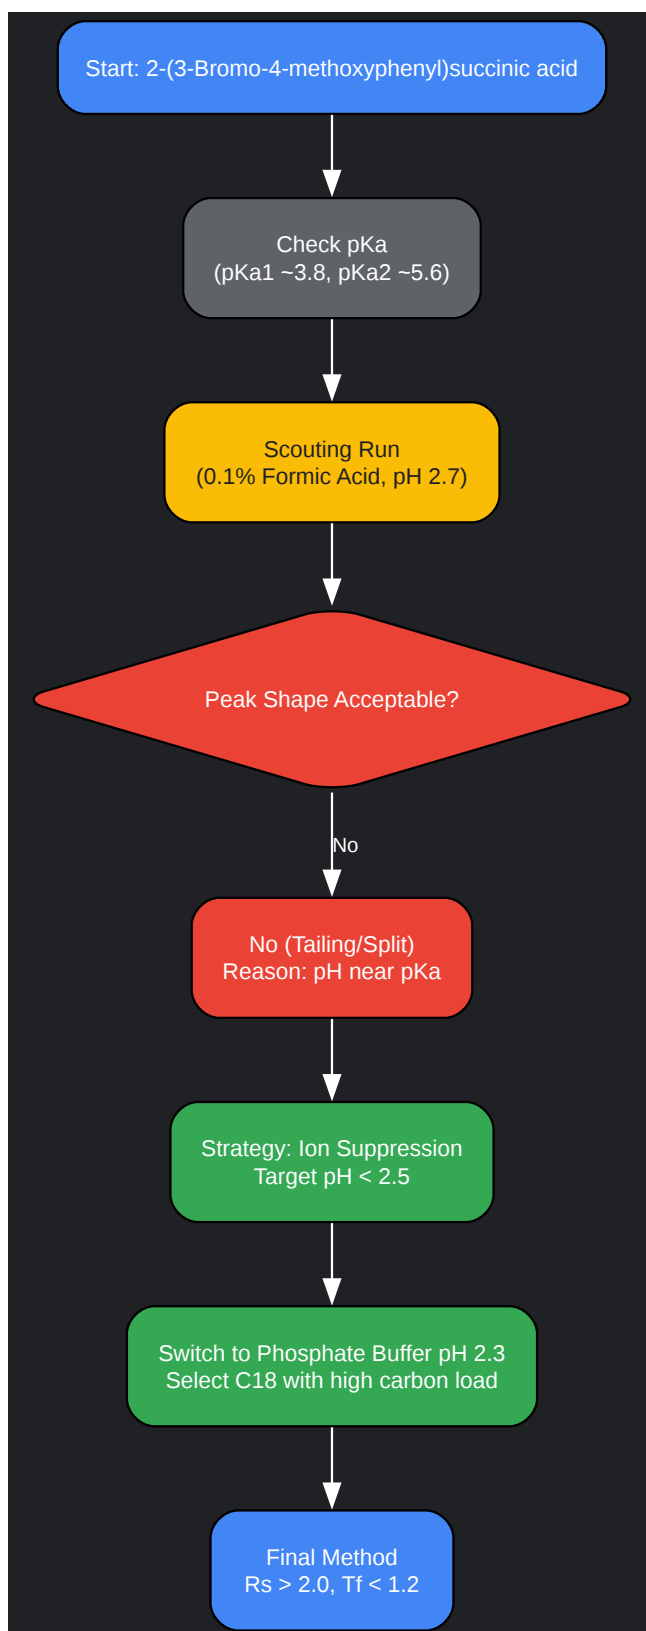 Start: 2-(3-Bromo-4-methoxyphenyl)succinic acid
Check pKa
(pKa1 ~3.8, pKa2 ~5.6)
Scouting Run
(0.1% Formic Acid, pH 2.7)
Peak Shape Acceptable?
No
No (Tailing/Split)
Reason: pH near pKa
Strategy: Ion Suppression
Target pH < 2.5
Switch to Phosphate Buffer pH 2.3
Select C18 with high carbon load
Final Method
Rs > 2.0, Tf < 1.2